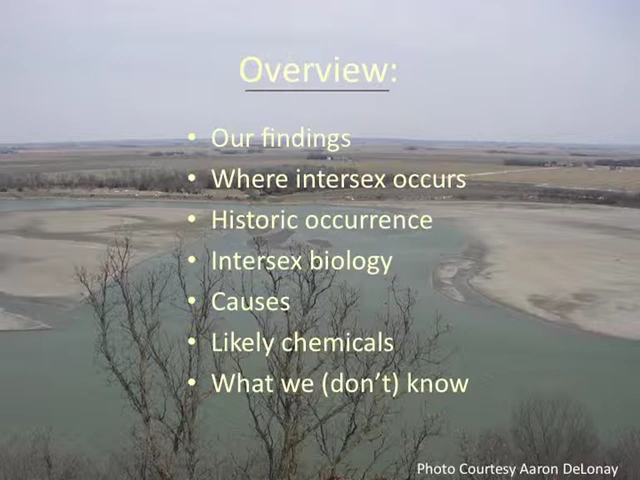 Overview:
• Our findings
• Where intersex occurs
• Historic occurrence
• Intersex biology
• Causes
• Likely chemicals
• What we (don’t) know
Photo Courtesy Aaron DeLonay